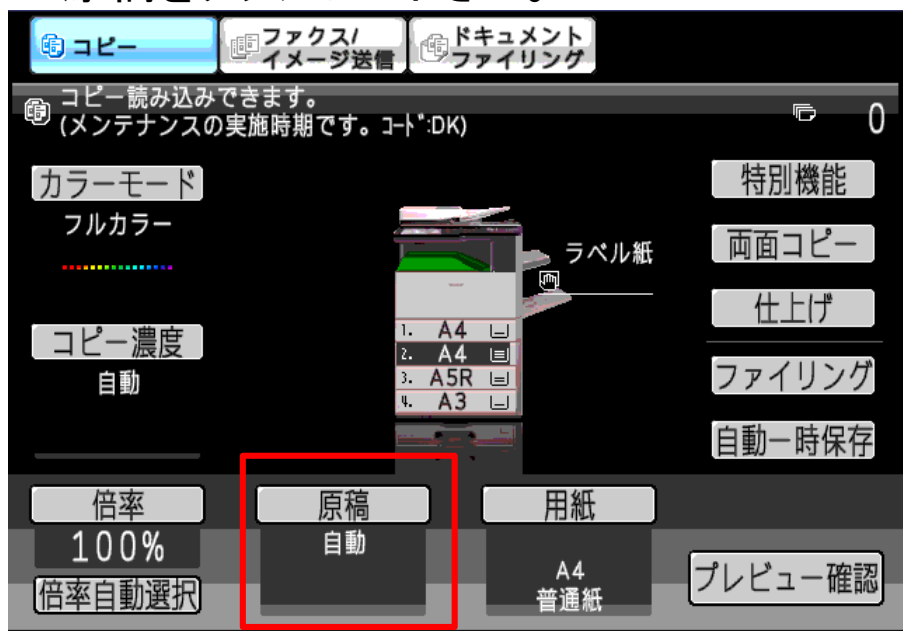 コピー
ファクス/
イメージ送信
ドキュメント
ファイリング
コピー読み込みできます。
(メンテナンスの実施時期です。ｺｰﾄﾞ:DK)
0
カラーモード
フルカラー
コピー濃度
自動
ラベル紙
1. A4
2. A4
3. A5R
4. A3
特別機能
両面コピー
仕上げ
ファイリング
自動一時保存
倍率
100%
倍率自動選択
原稿
自動
用紙
A4
普通紙
プレビュー確認